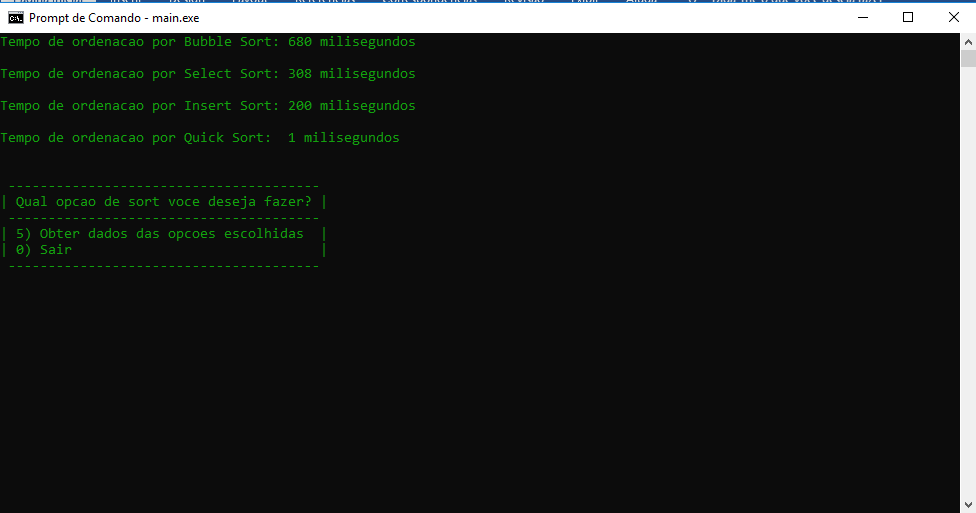 Prompt de Comando - main.exe
Tempo de ordenacao por Bubble Sort: 680 milisegundos
Tempo de ordenacao por Select Sort: 308 milisegundos
Tempo de ordenacao por Insert Sort: 200 milisegundos
Tempo de ordenacao por Quick Sort:  1 milisegundos
----------------------------------------
| Qual opcao de sort voce deseja fazer? |
----------------------------------------
| 5) Obter dados das opcoes escolhidas  |
| 0) Sair                               |
----------------------------------------